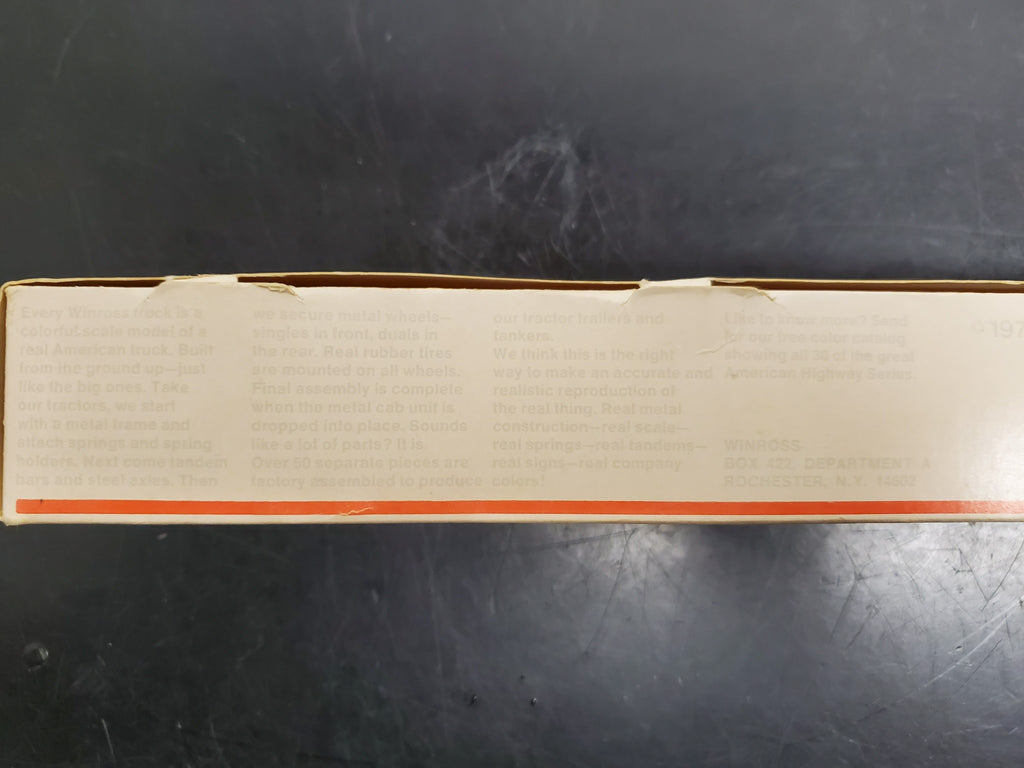 Every Winross truck is a
colorful scale model of a
real American truck. Built
from the ground up—just
like the big ones. Take
our tractors, we start
with a metal frame and
attach springs and spring
holders. Next come tandem
bars and steel axles. Then
we secure metal wheels—
singles in front, duals in
the rear. Real rubber tires
are mounted on all wheels.
Final assembly is complete
when the metal cab unit is
dropped into place. Sounds
like a lot of parts? It is.
Over 50 separate pieces are
factory assembled to produce
our tractor trailers and
tankers.
We think this is the right
way to make an accurate and
realistic reproduction of
the real thing. Real metal
construction—real scale—
real springs—real tandems—
real signs—real company
colors!
Like to know more? Send
for our free color catalog
showing all 30 of the great
American Highway Series.
WINROSS
BOX 422, DEPARTMENT A
ROCHESTER, N.Y. 14602
© 197